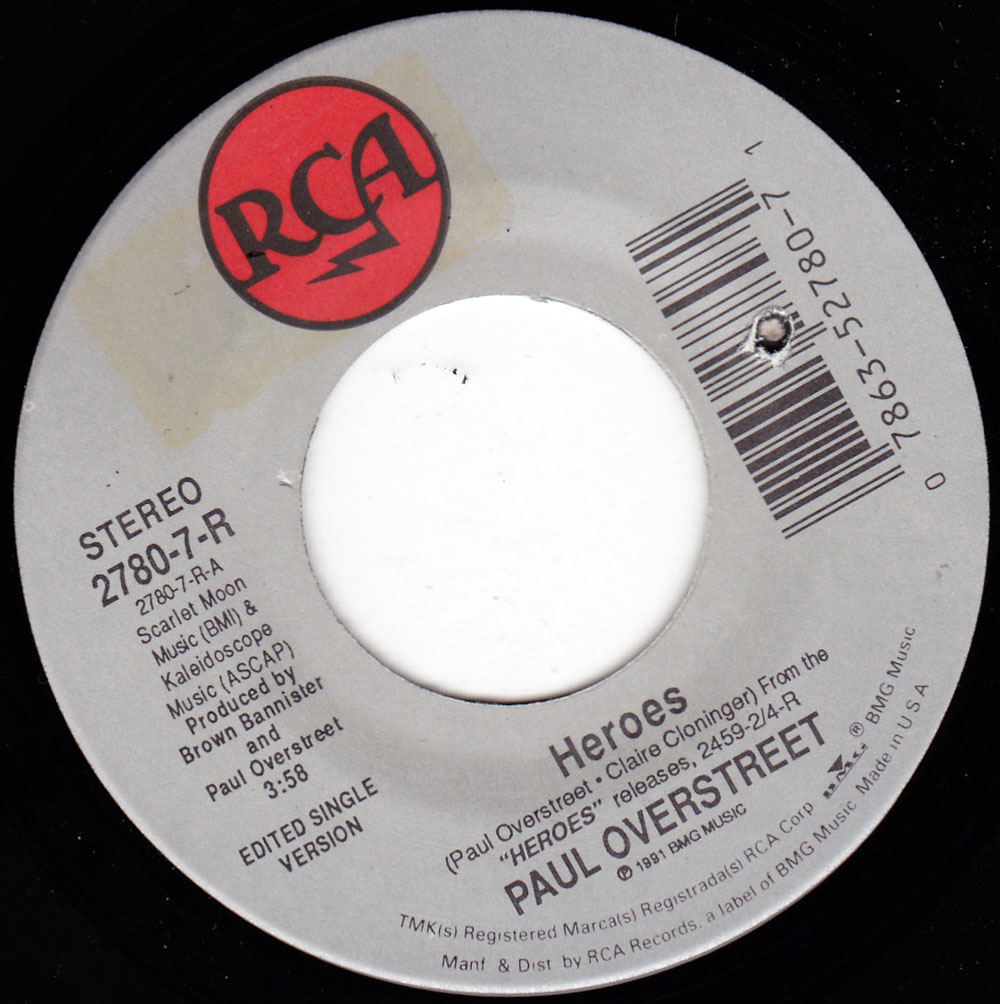 RCA
1
0 7863-52780-7
STEREO
2780-7-R
2780-7-R-A
Scarlet Moon
Music (BMI) &
Kaleidoscope
Music (ASCAP)
Produced by
Brown Bannister
and
Paul Overstreet
3:58
EDITED SINGLE
VERSION
Heroes
(Paul Overstreet • Claire Cloninger) From the
"HEROES" releases, 2459-2/4-R
PAUL OVERSTREET
℗ 1991 BMG MUSIC
TMK(s) Registered Marca(s) Registrada(s) RCA Corp BMG ® BMG Music
Manf & Dist by RCA Records. a label of BMG Music Made in U S A